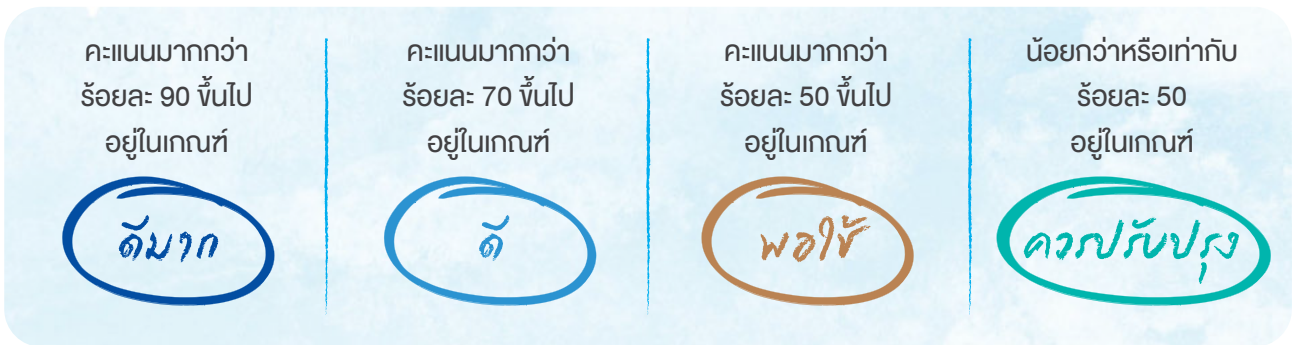 คะแนนมากกว่า
ร้อยละ 90 ขึ้นไป
อยู่ในเกณฑ์
ดีมาก
คะแนนมากกว่า
ร้อยละ 70 ขึ้นไป
อยู่ในเกณฑ์
ดี
คะแนนมากกว่า
ร้อยละ 50 ขึ้นไป
อยู่ในเกณฑ์
พอใช้
น้อยกว่าหรือเท่ากับ
ร้อยละ 50
อยู่ในเกณฑ์
ควรปรับปรุง